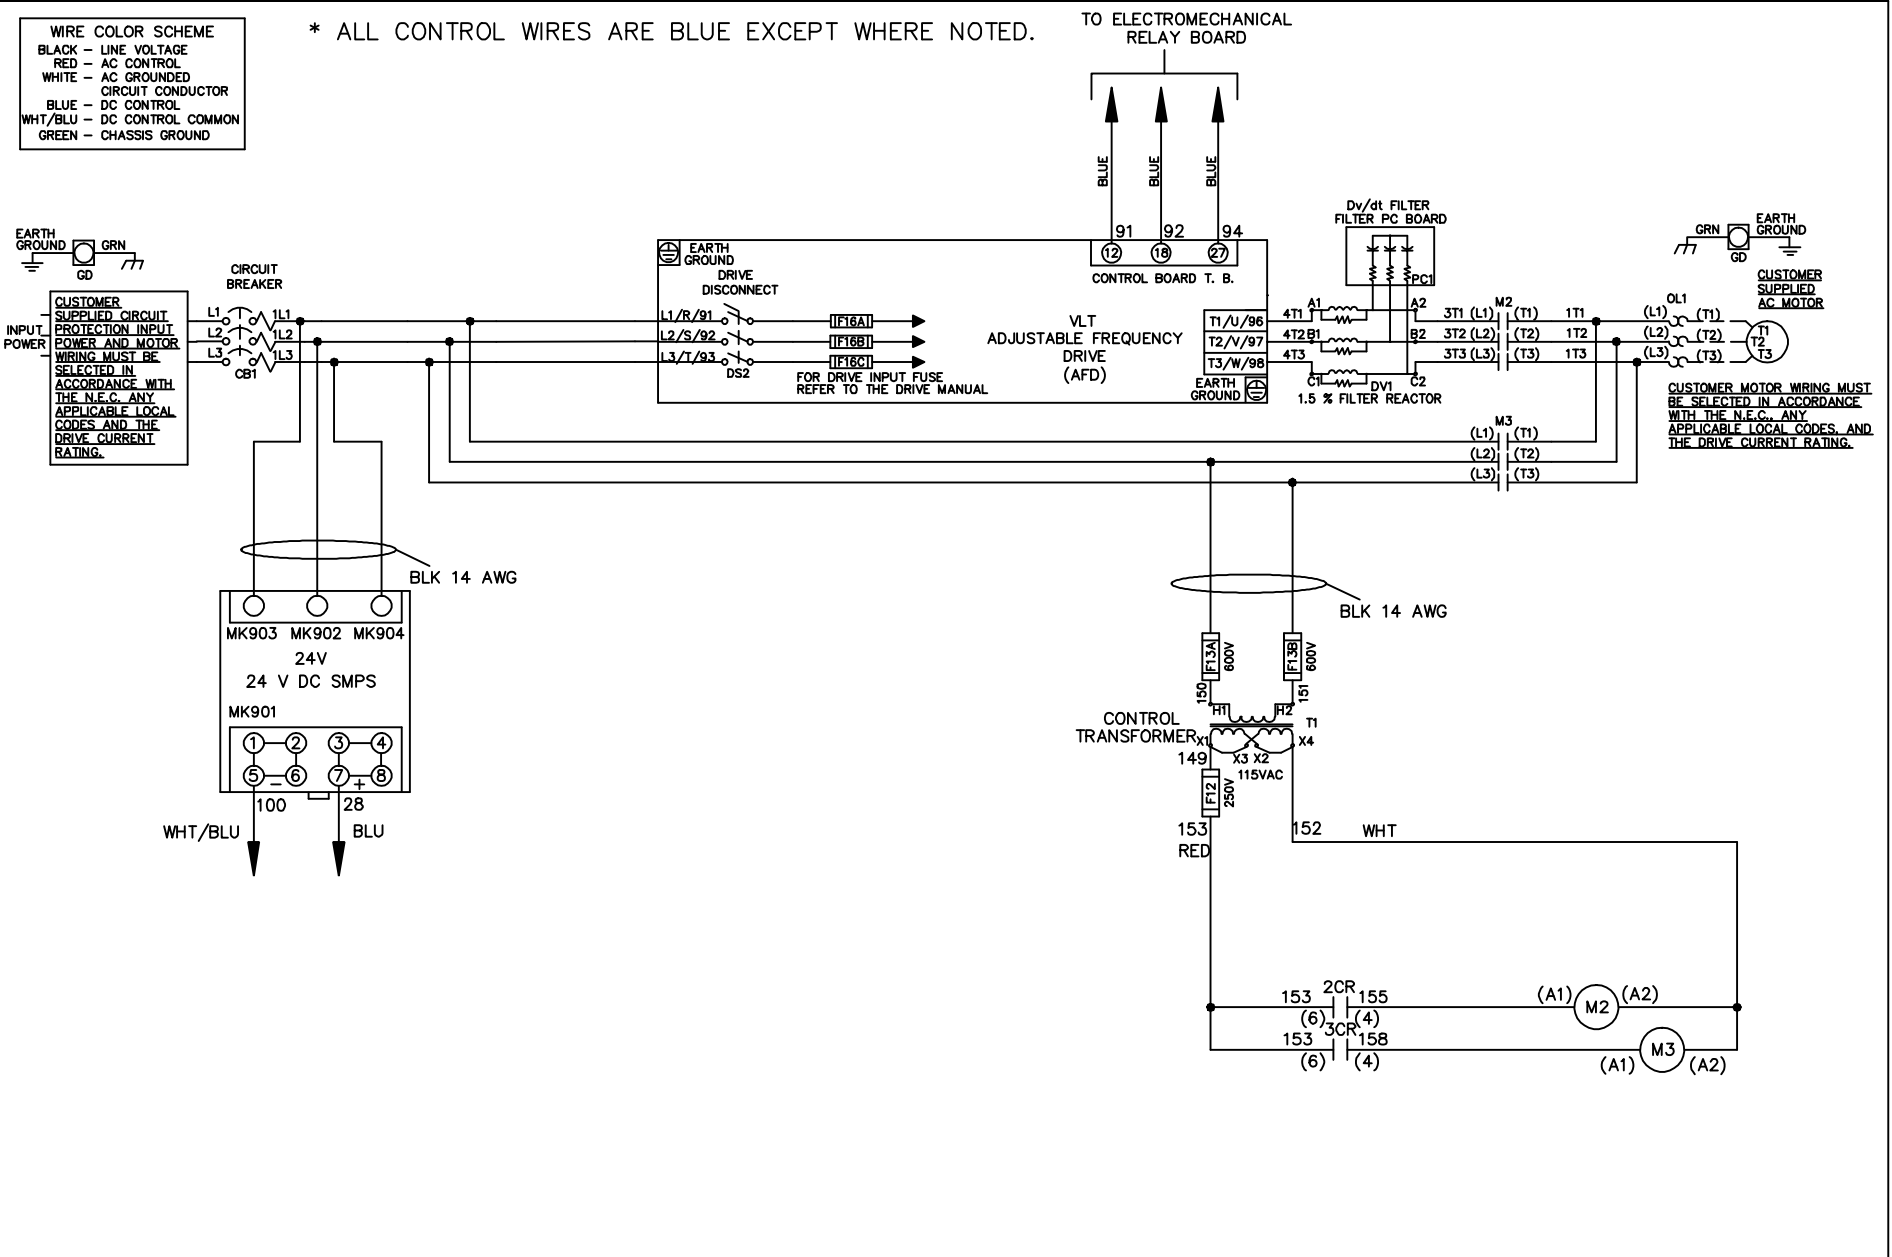 WIRE COLOR SCHEME
BLACK – LINE VOLTAGE
RED – AC CONTROL
WHITE – AC GROUNDED
CIRCUIT CONDUCTOR
BLUE – DC CONTROL
WHT/BLU – DC CONTROL COMMON
GREEN – CHASSIS GROUND
* ALL CONTROL WIRES ARE BLUE EXCEPT WHERE NOTED.
TO ELECTROMECHANICAL
RELAY BOARD
BLUE
BLUE
BLUE
91
92
94
12
18
27
CONTROL BOARD T. B.
EARTH
GROUND
GRN
GD
CIRCUIT
BREAKER
INPUT
POWER
CUSTOMER
SUPPLIED CIRCUIT
PROTECTION INPUT
POWER AND MOTOR
WIRING MUST BE
SELECTED IN
ACCORDANCE WITH
THE N.E.C. ANY
APPLICABLE LOCAL
CODES AND THE
DRIVE CURRENT
RATING.
L1
1L1
L2
1L2
L3
1L3
CB1
EARTH
GROUND
DRIVE
DISCONNECT
L1/R/91
L2/S/92
L3/T/93
DS2
F16A
F16B
F16C
FOR DRIVE INPUT FUSE
REFER TO THE DRIVE MANUAL
VLT
ADJUSTABLE FREQUENCY
DRIVE
(AFD)
T1/U/96
T2/V/97
T3/W/98
EARTH
GROUND
Dv/dt FILTER
FILTER PC BOARD
PC1
4T1
A1
A2
4T2
B1
B2
4T3
C1
C2
DV1
1.5 % FILTER REACTOR
M2
3T1 (L1) (T1) 1T1
3T2 (L2) (T2) 1T2
3T3 (L3) (T3) 1T3
OL1
(L1) (T1)
(L2) (T2)
(L3) (T3)
T1
T2
T3
GRN
GD
EARTH
GROUND
CUSTOMER
SUPPLIED
AC MOTOR
CUSTOMER MOTOR WIRING MUST
BE SELECTED IN ACCORDANCE
WITH THE N.E.C., ANY
APPLICABLE LOCAL CODES, AND
THE DRIVE CURRENT RATING.
M3
(L1) (T1)
(L2) (T2)
(L3) (T3)
BLK 14 AWG
MK903 MK902 MK904
24V
24 V DC SMPS
MK901
1 2 3 4
5 – 6 7 + 8
100
28
WHT/BLU
BLU
BLK 14 AWG
F13A
600V
F13B
600V
150
151
H1
H2
T1
CONTROL
TRANSFORMER
X1
X3 X2
X4
115VAC
149
F12
250V
153
RED
152
WHT
2CR
153
155
(6) (4)
(A1)
M2
(A2)
3CR
153
158
(6) (4)
(A1)
M3
(A2)